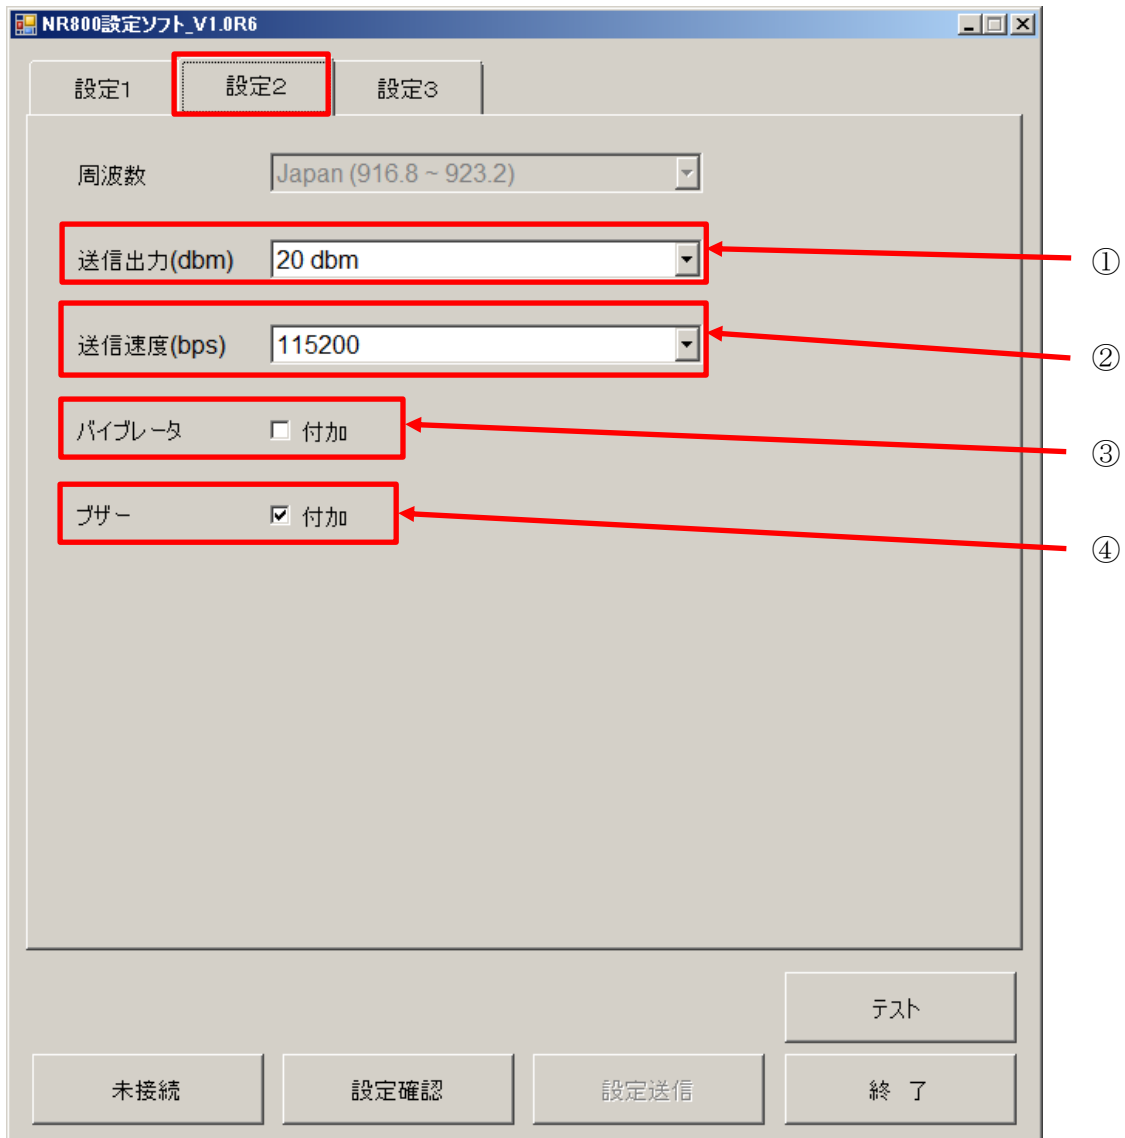 NR800設定ソフト_V1.0R6
設定1 設定2 設定3
周波数 Japan (916.8 ~ 923.2)
送信出力(dbm) 20 dbm ①
送信速度(bps) 115200 ②
バイブレータ 付加 ③
ブザー 付加 ④
テスト
未接続 設定確認 設定送信 終 了